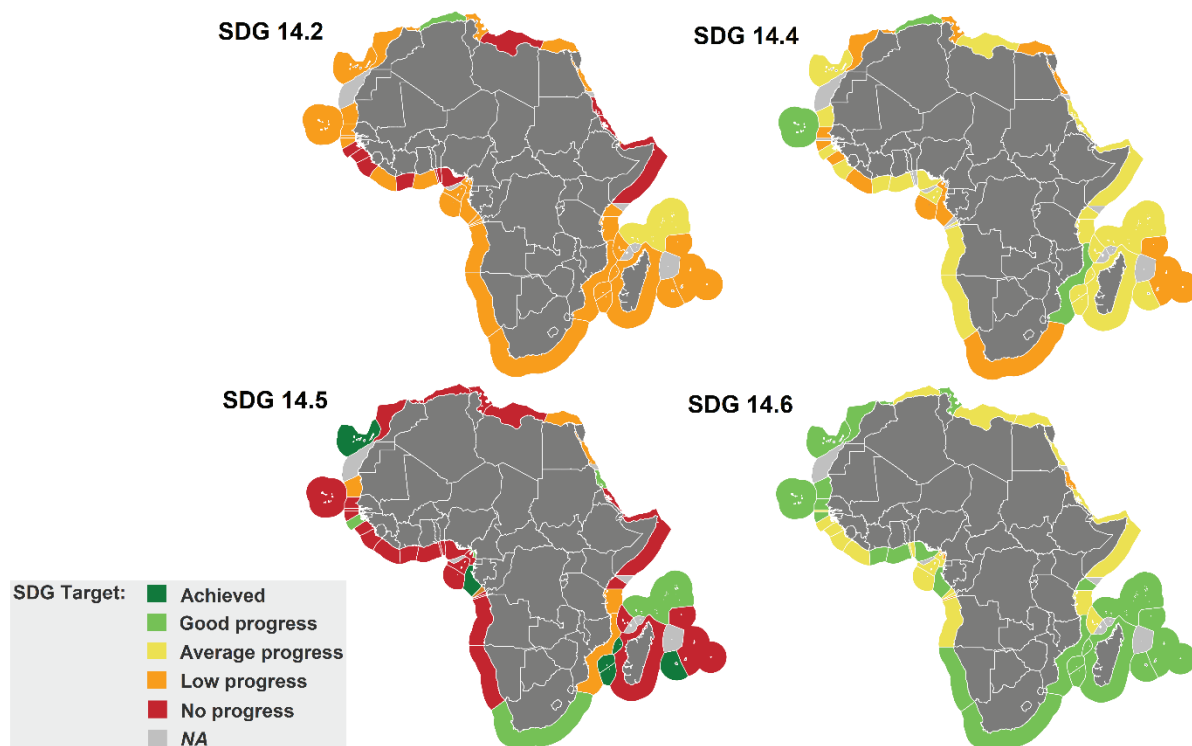 SDG 14.2
SDG 14.4
SDG 14.5
SDG 14.6
SDG Target:
Achieved
Good progress
Average progress
Low progress
No progress
NA